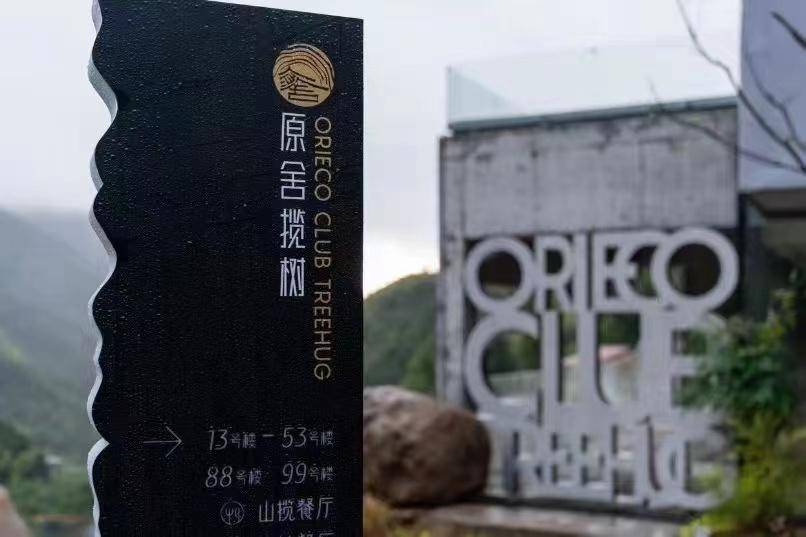 原舍揽树
ORIECO CLUB TREEHUG
13号楼 - 53号楼
88号楼 99号楼
山揽餐厅
ORIECO
CLUB
TREEHUG